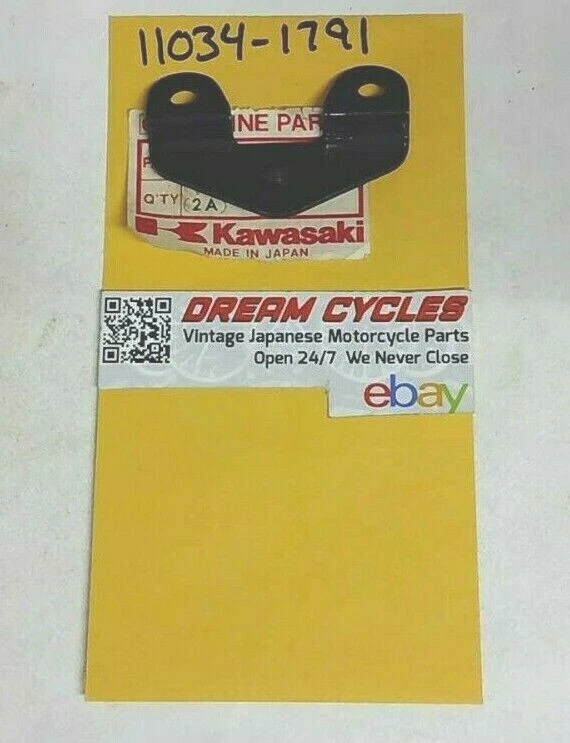 11034-1791
INE PAR
Q'TY (2A)
Kawasaki
MADE IN JAPAN
DREAM CYCLES
Vintage Japanese Motorcycle Parts
Open 24/7 We Never Close
ebay